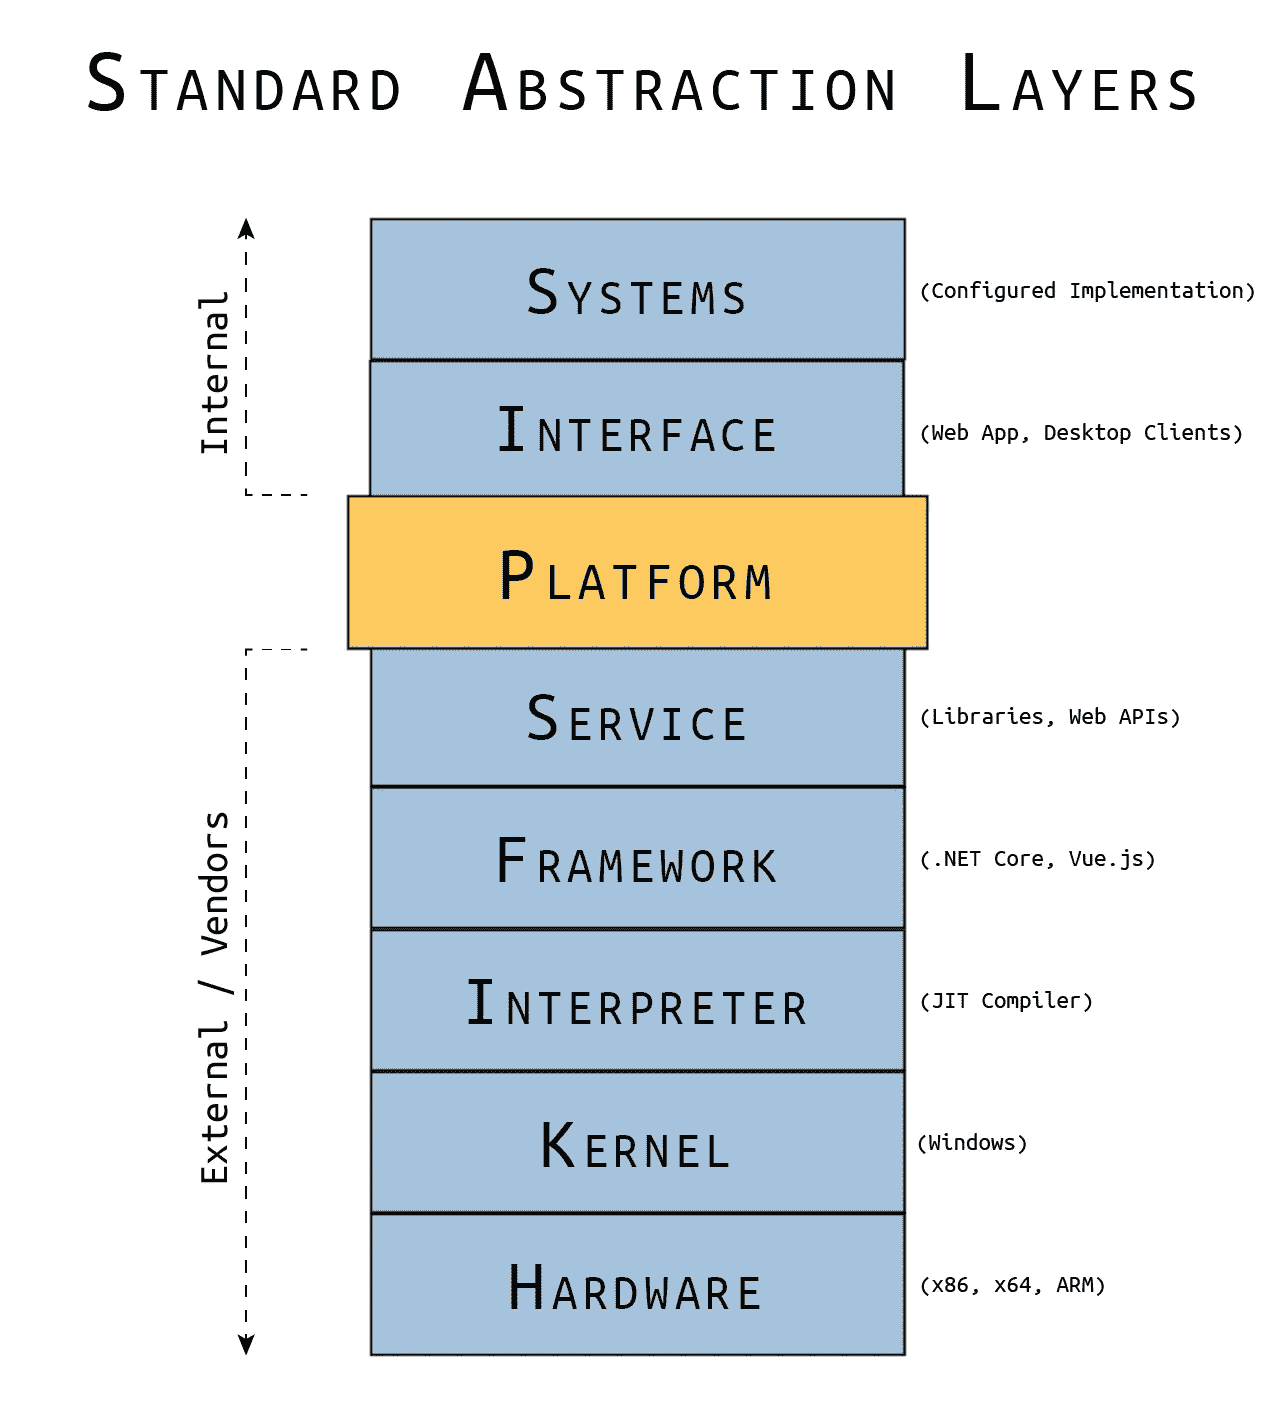 Standard Abstraction Layers
Internal
Systems
(Configured Implementation)
Interface
(Web App, Desktop Clients)
Platform
External / Vendors
Service
(Libraries, Web APIs)
Framework
(.NET Core, Vue.js)
Interpreter
(JIT Compiler)
Kernel
(Windows)
Hardware
(x86, x64, ARM)